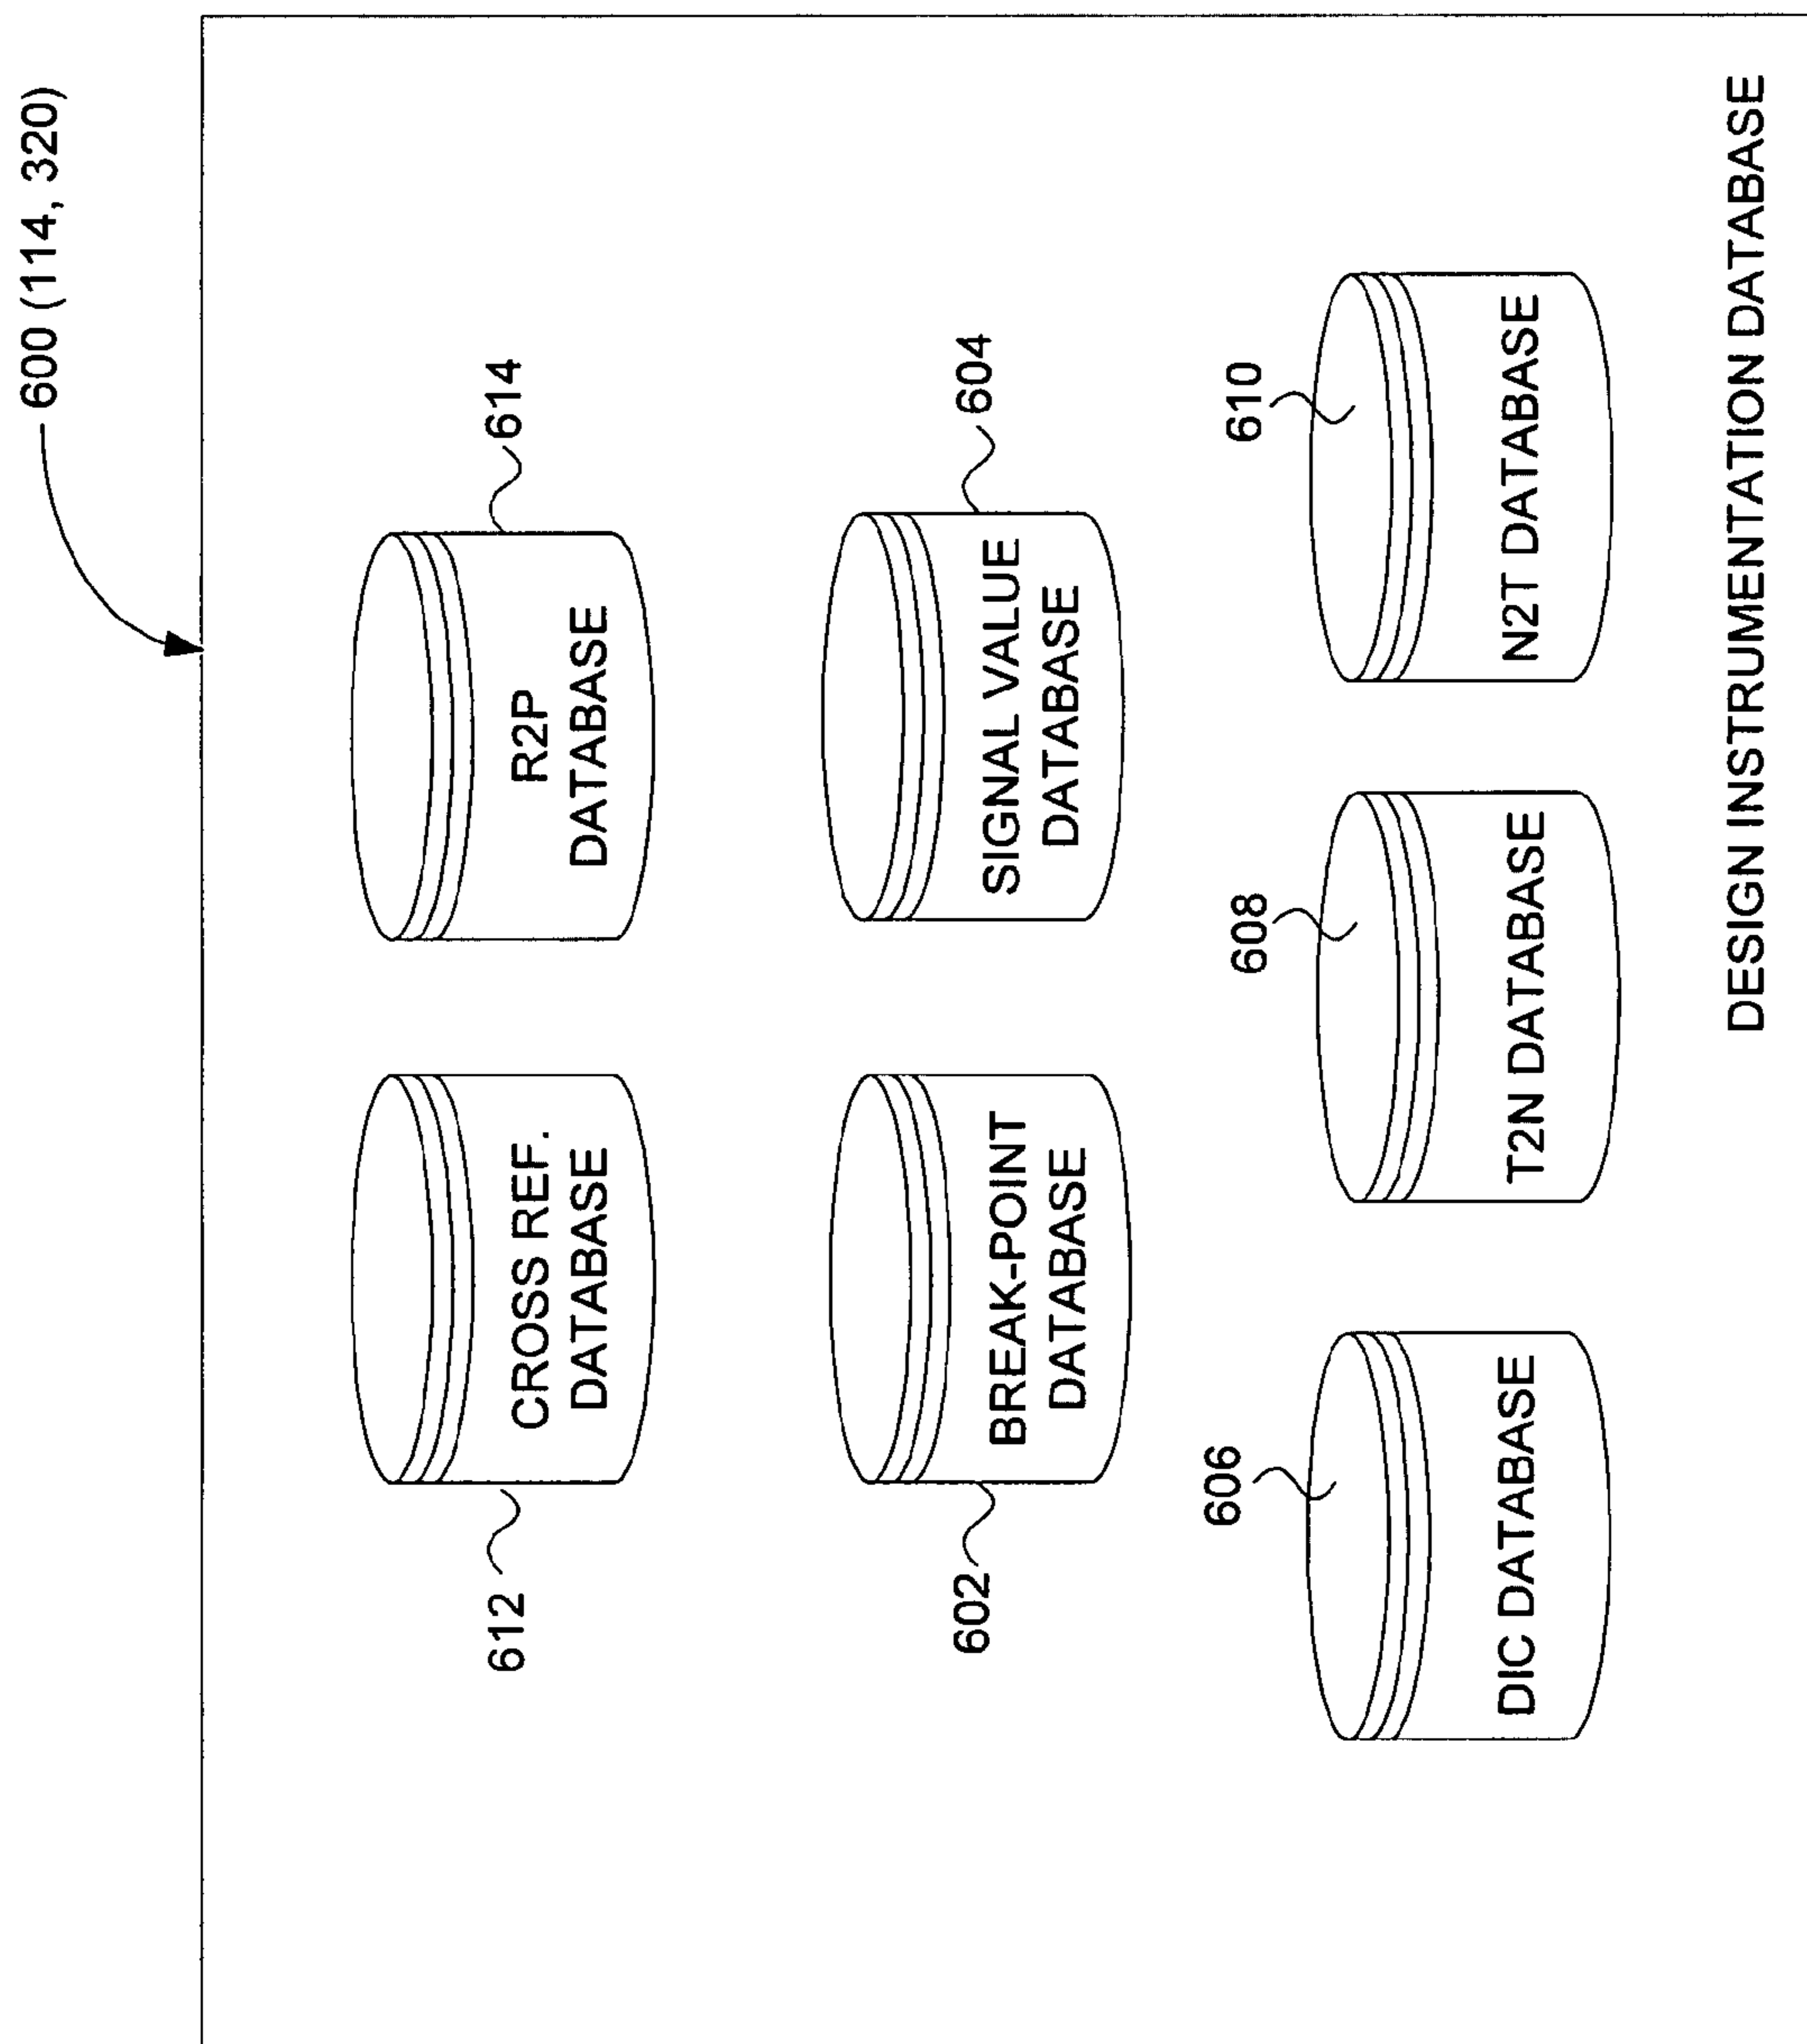 600 (114, 320)
612
CROSS REF.
DATABASE
R2P
DATABASE
614
602
BREAK-POINT
DATABASE
SIGNAL VALUE
DATABASE
604
606
DIC DATABASE
608
T2N DATABASE
610
N2T DATABASE
DESIGN INSTRUMENTATION DATABASE